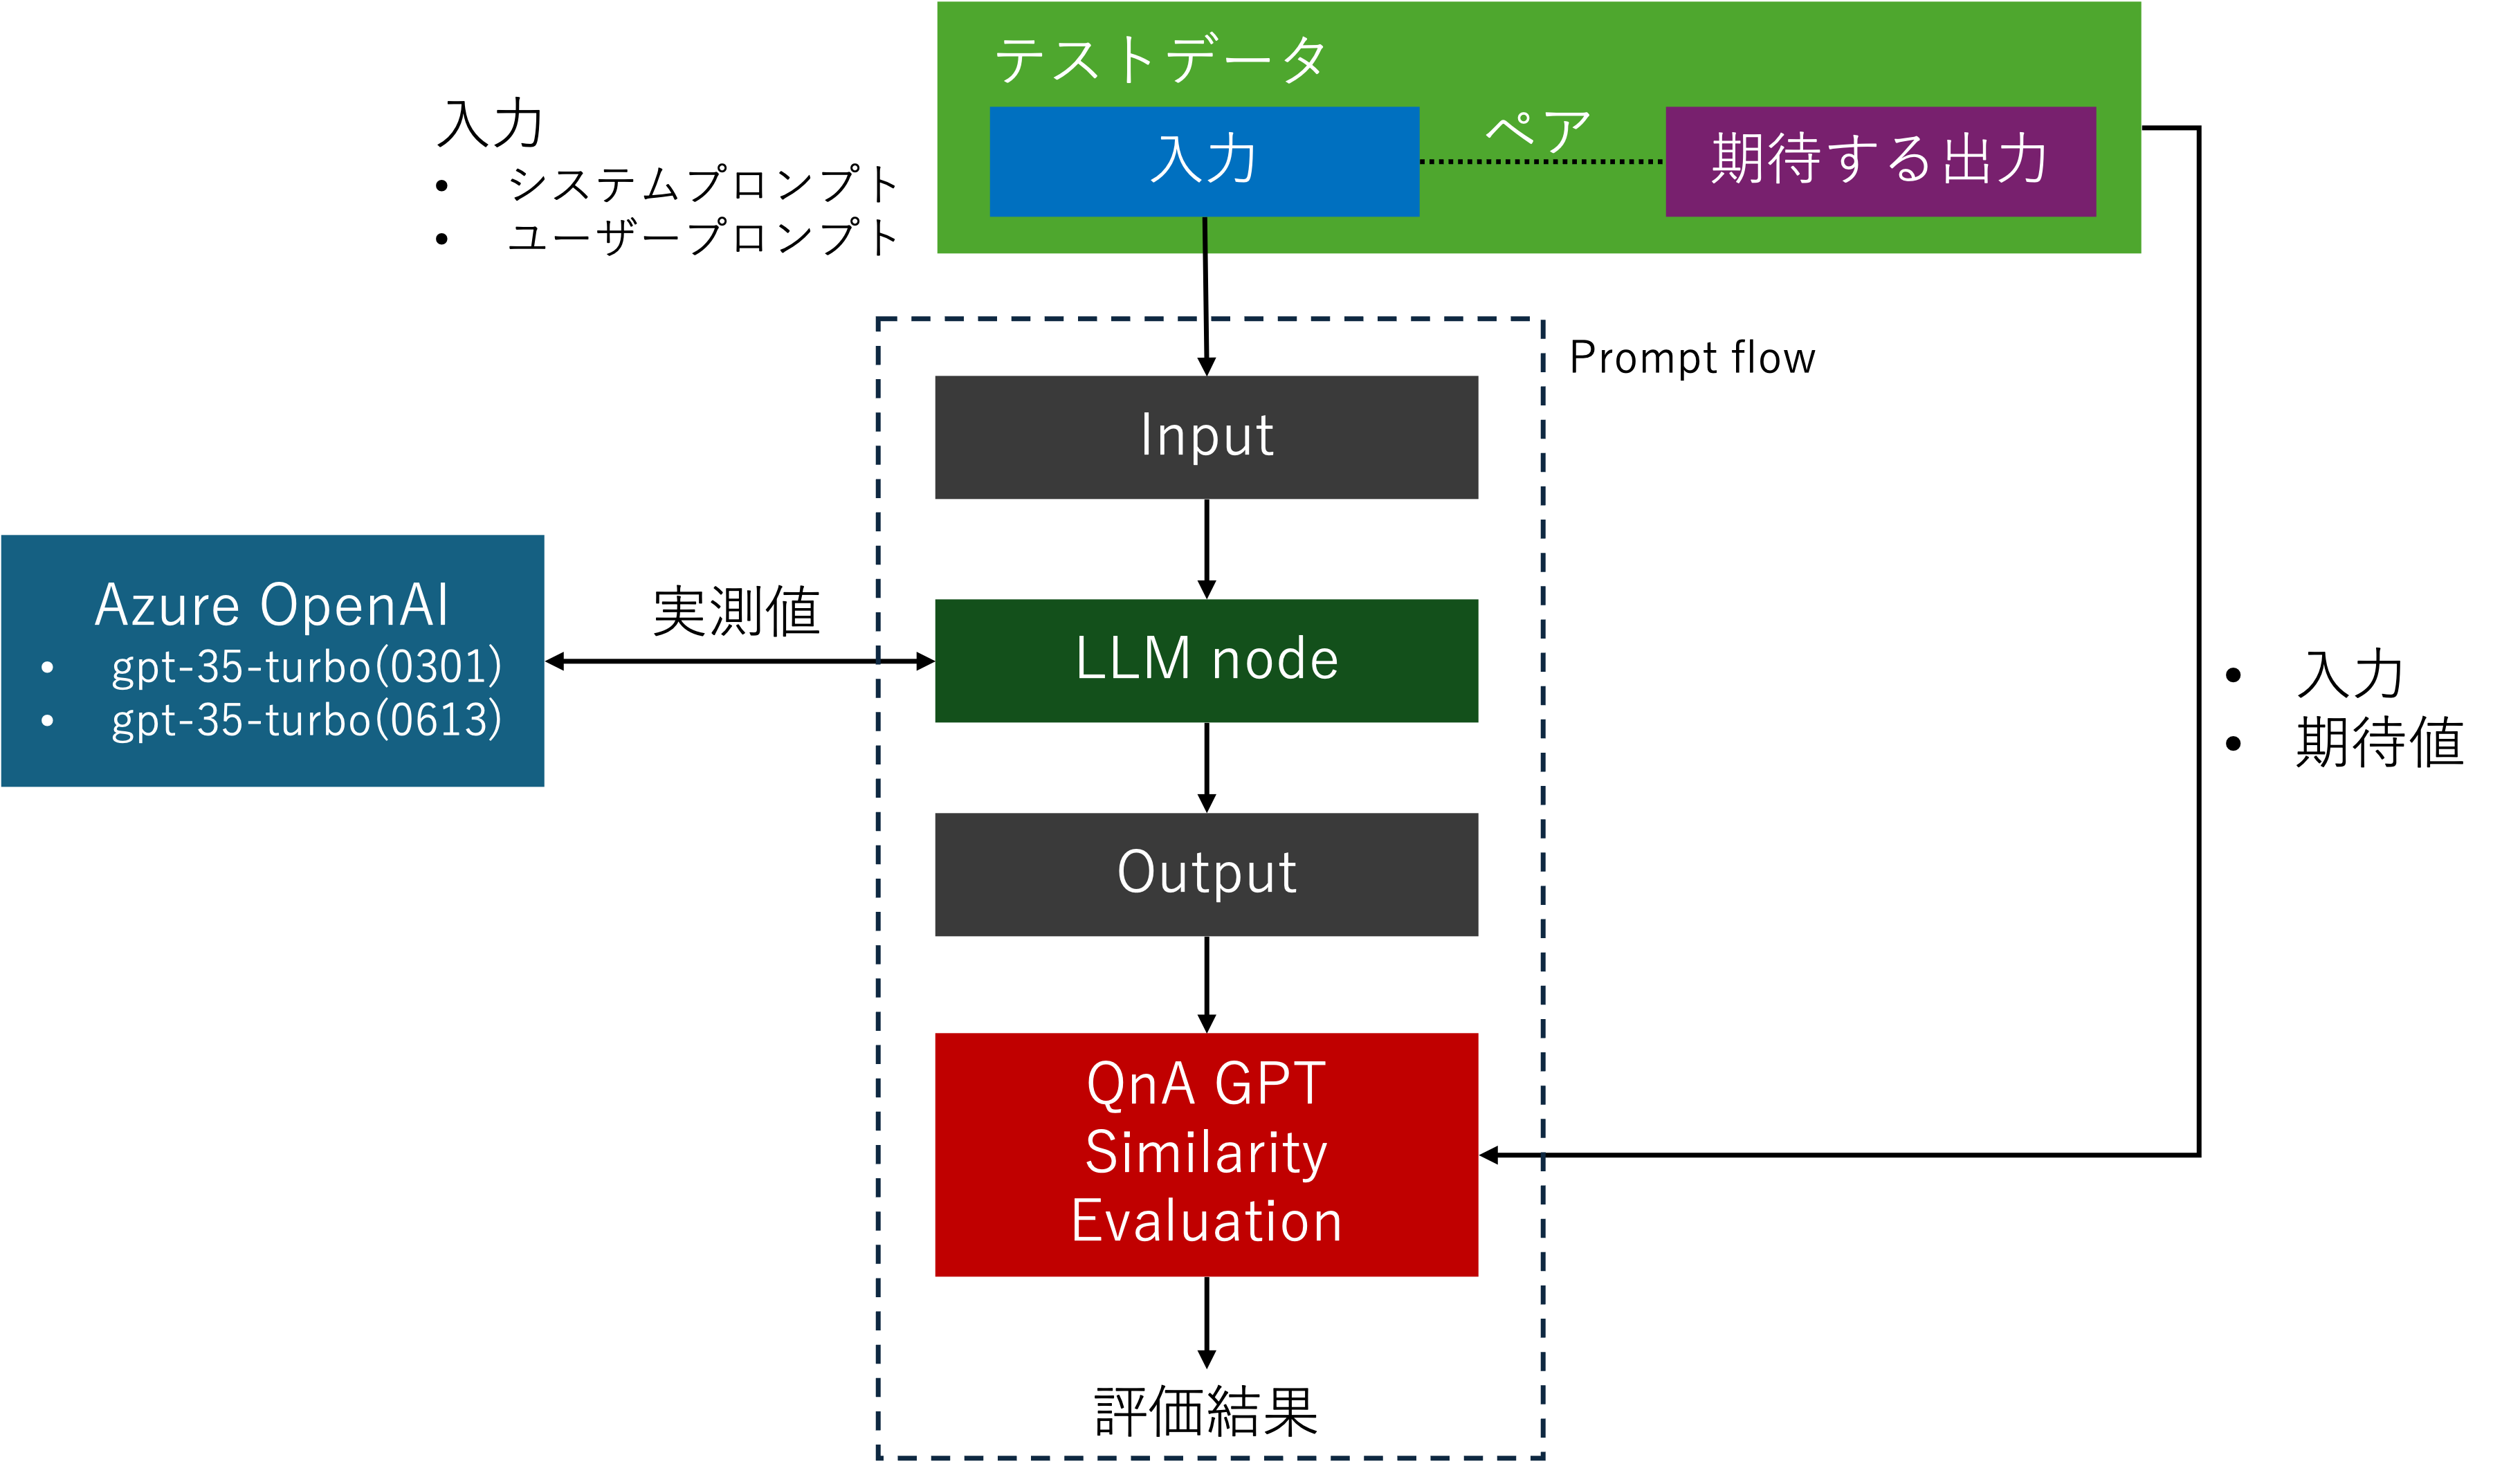 テストデータ
入力
ペア
期待する出力
入力
• システムプロンプト
• ユーザープロンプト
Prompt flow
Input
Azure OpenAI
• gpt-35-turbo(0301)
• gpt-35-turbo(0613)
実測値
LLM node
• 入力
• 期待値
Output
QnA GPT
Similarity
Evaluation
評価結果